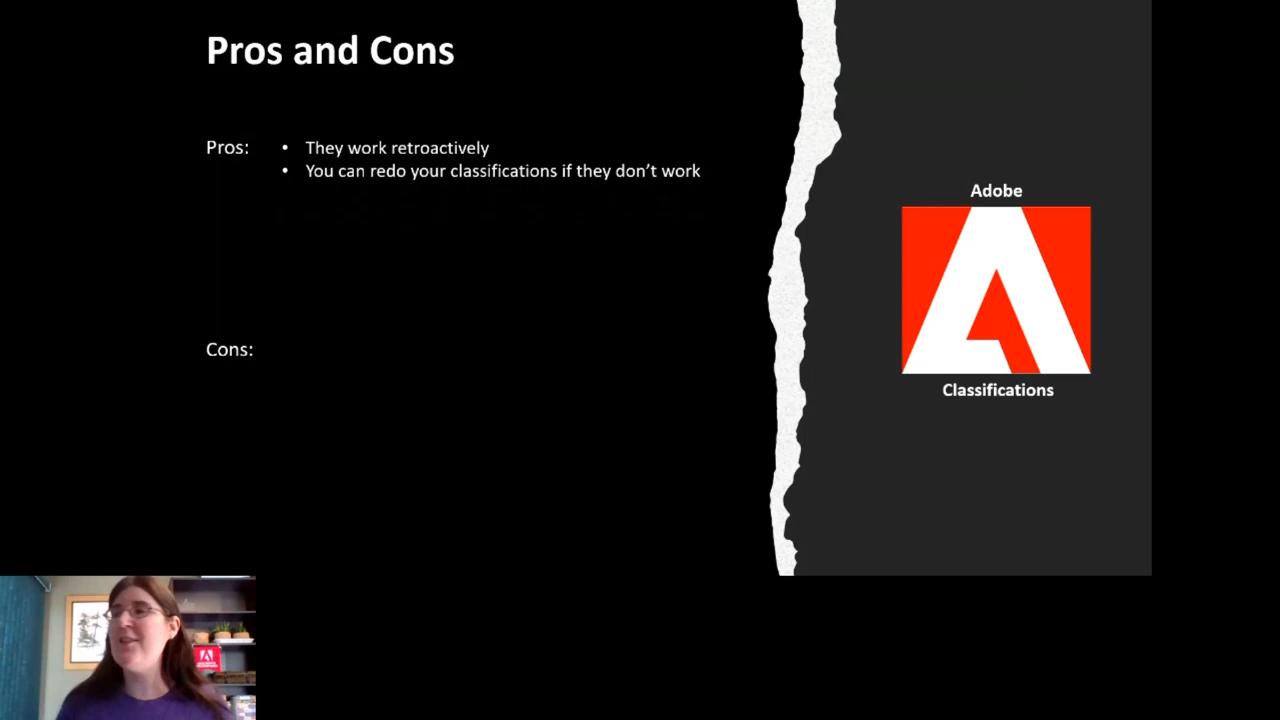 Pros and Cons
Pros:
• They work retroactively
• You can redo your classifications if they don’t work
Cons:
Adobe
Classifications